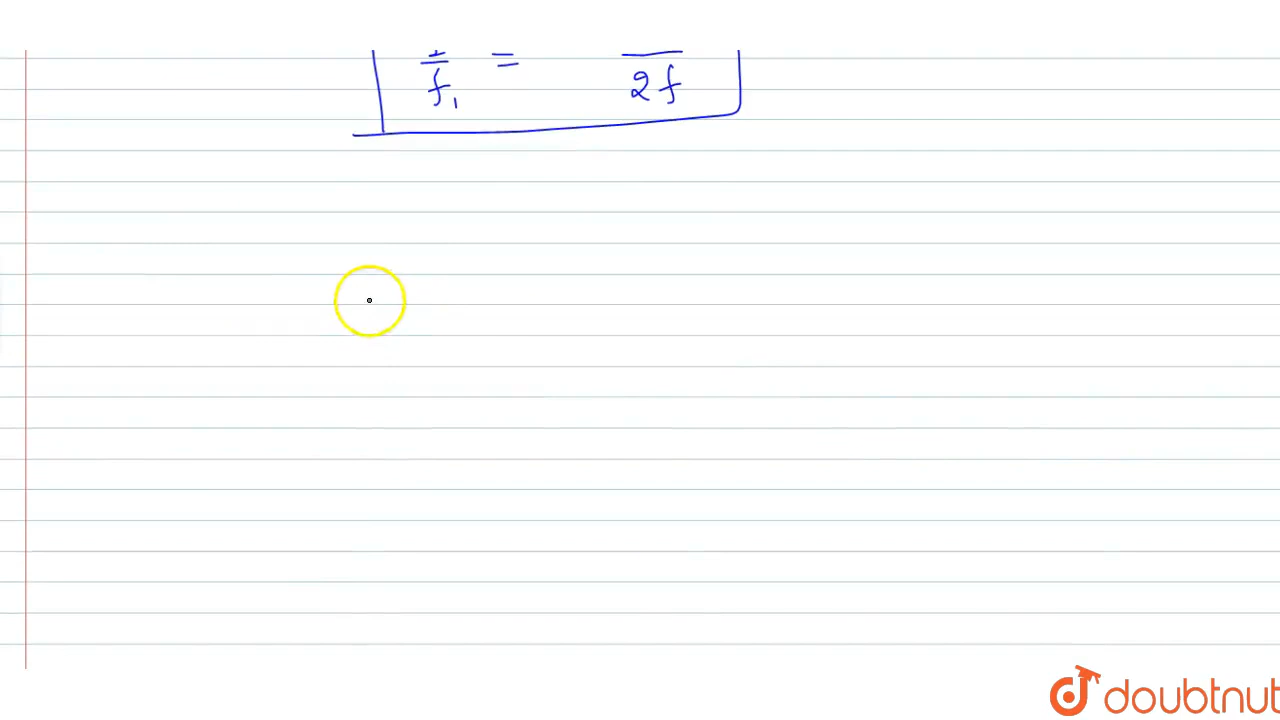 f₁ =
2f
doubtnut